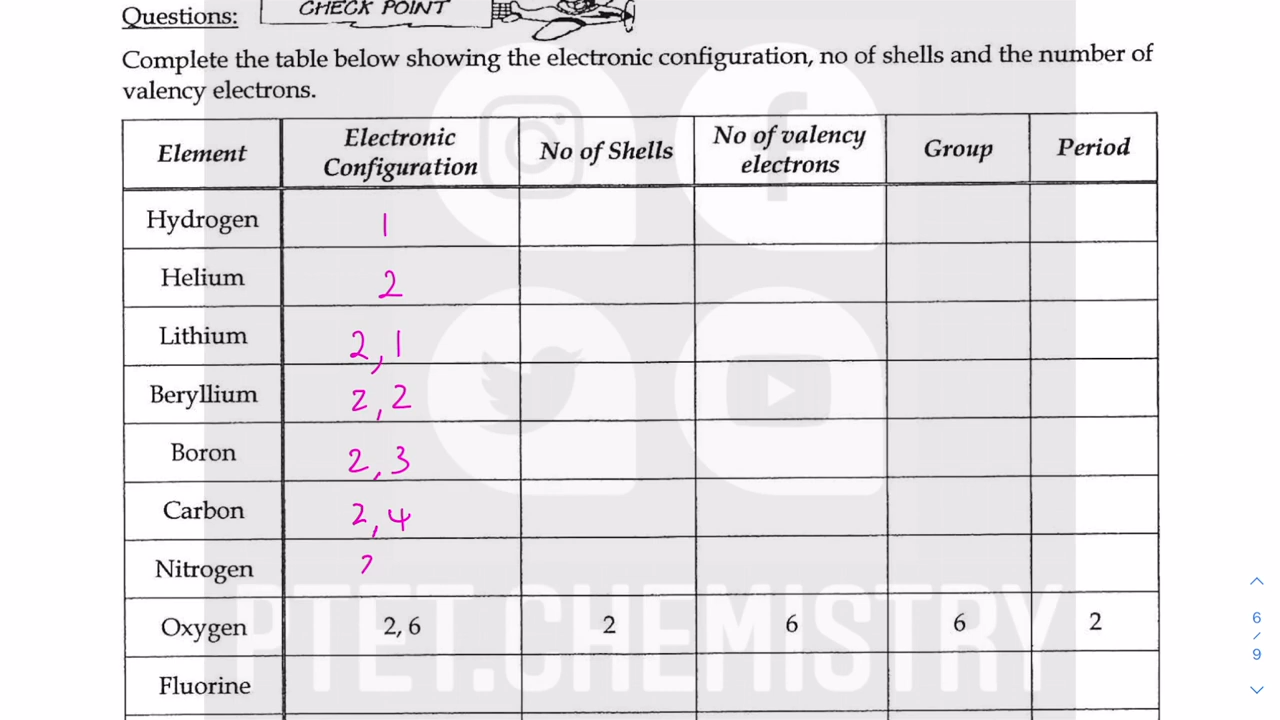 Questions:
CHECK POINT
Complete the table below showing the electronic configuration, no of shells and the number of
valency electrons.
Element Electronic Configuration No of Shells No of valency electrons Group Period
Hydrogen 1
Helium 2
Lithium 2, 1
Beryllium 2, 2
Boron 2, 3
Carbon 2, 4
Nitrogen 2
Oxygen 2, 6 2 6 6 2
Fluorine
PTET.CHEMISTRY
6
/
9